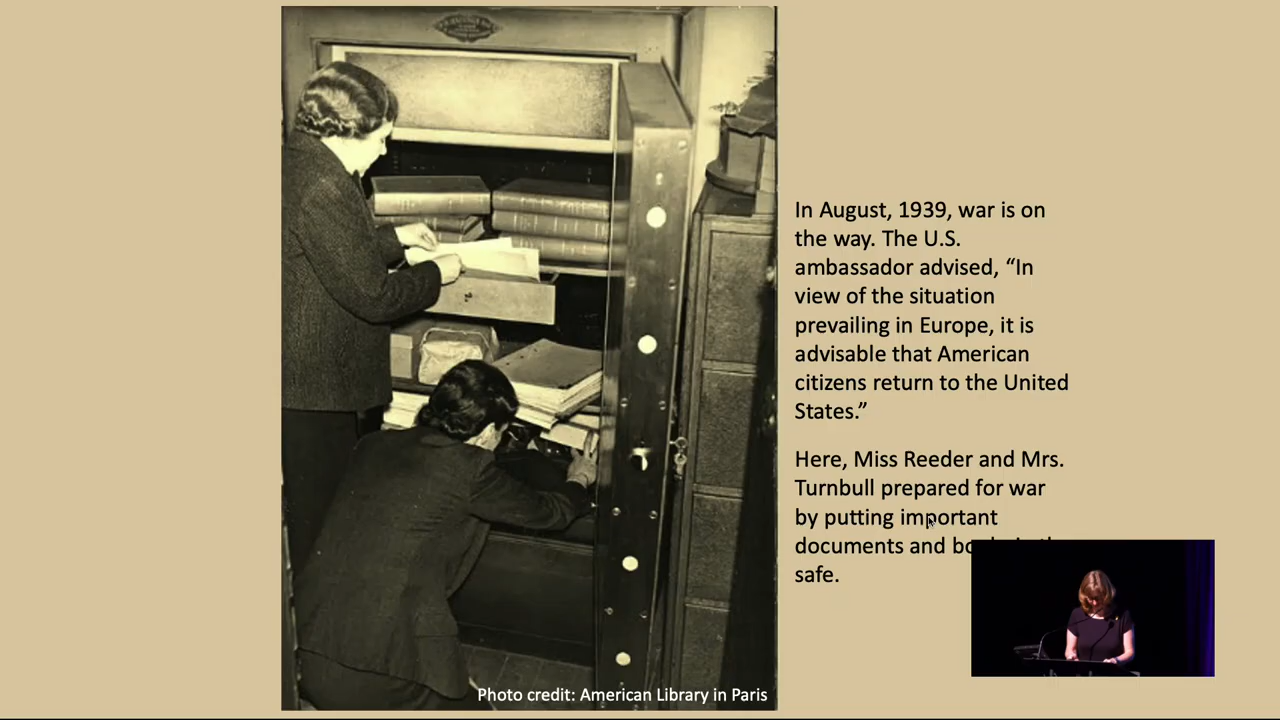 In August, 1939, war is on
the way. The U.S.
ambassador advised, “In
view of the situation
prevailing in Europe, it is
advisable that American
citizens return to the United
States.”
Here, Miss Reeder and Mrs.
Turnbull prepared for war
by putting important
documents and
safe.
Photo credit: American Library in Paris